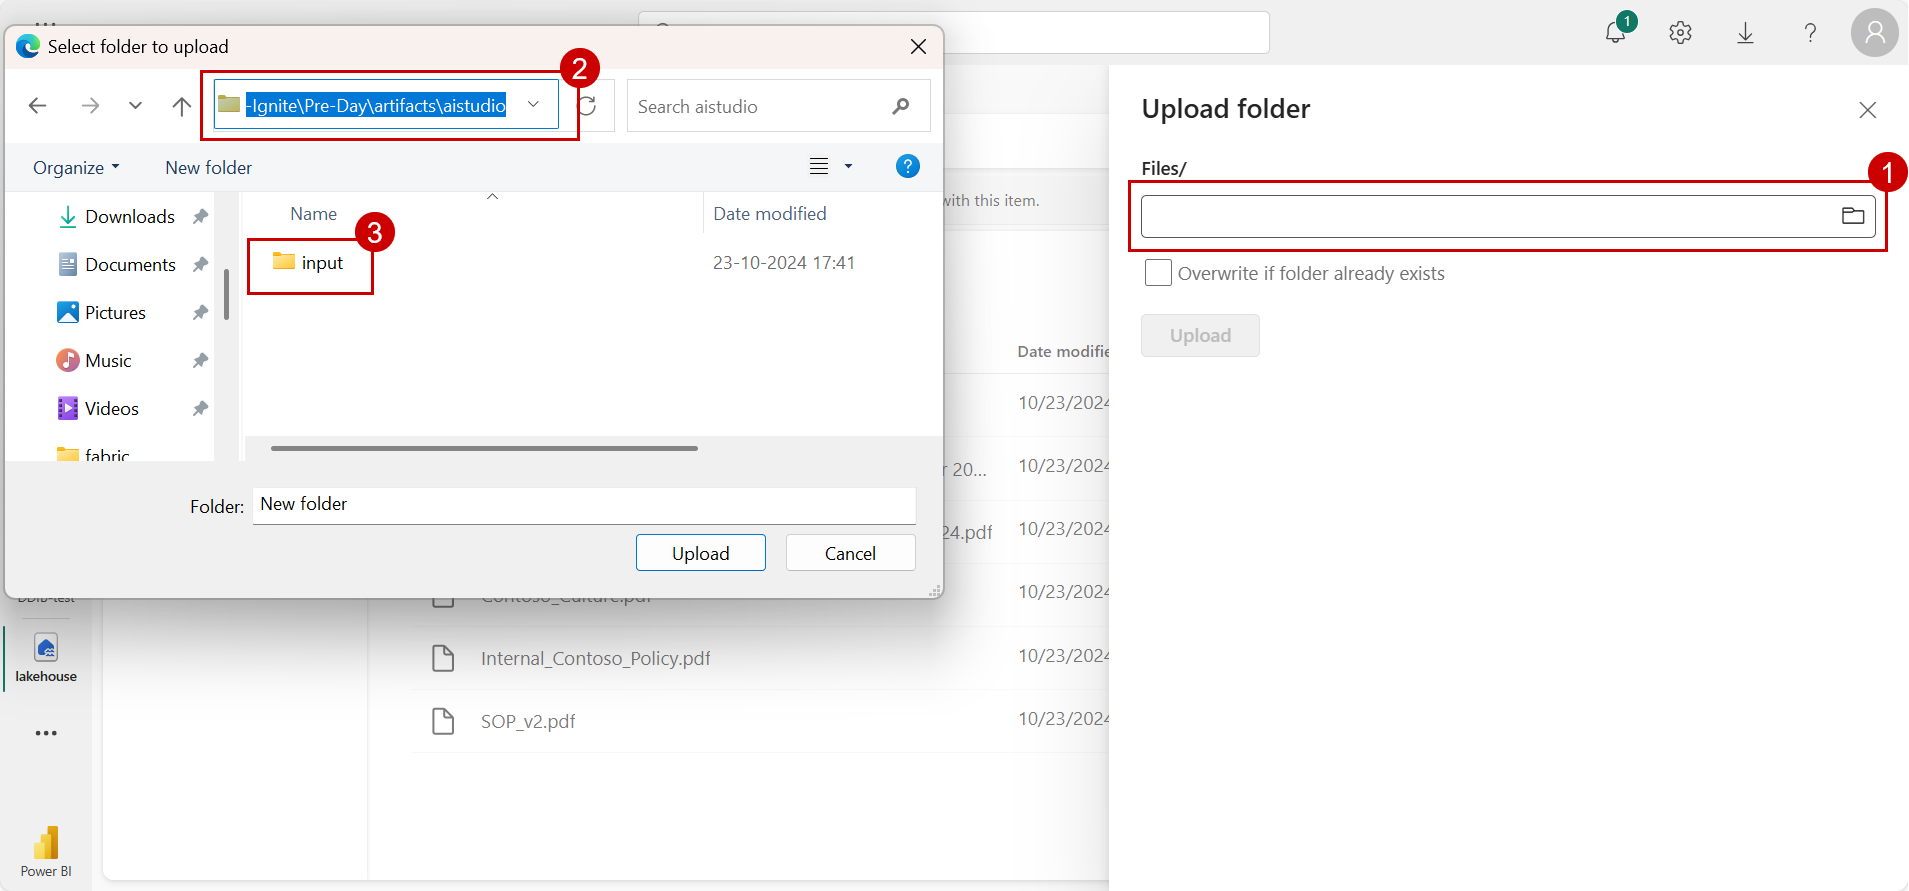 Select folder to upload
2
-Ignite\Pre-Day\artifacts\aistudio
Search aistudio
Organize
New folder
?
Downloads
Documents
Pictures
Music
Videos
fabric
Name
Date modified
3
input
23-10-2024 17:41
Folder:
New folder
Upload
Cancel
1
?
Upload folder
Files/
1
Overwrite if folder already exists
Upload
with this item.
Date modifie
10/23/2024
r 20...
10/23/2024
24.pdf
10/23/2024
Contoso_Culture.pdf
10/23/2024
Internal_Contoso_Policy.pdf
10/23/2024
SOP_v2.pdf
10/23/2024
lakehouse
Power BI